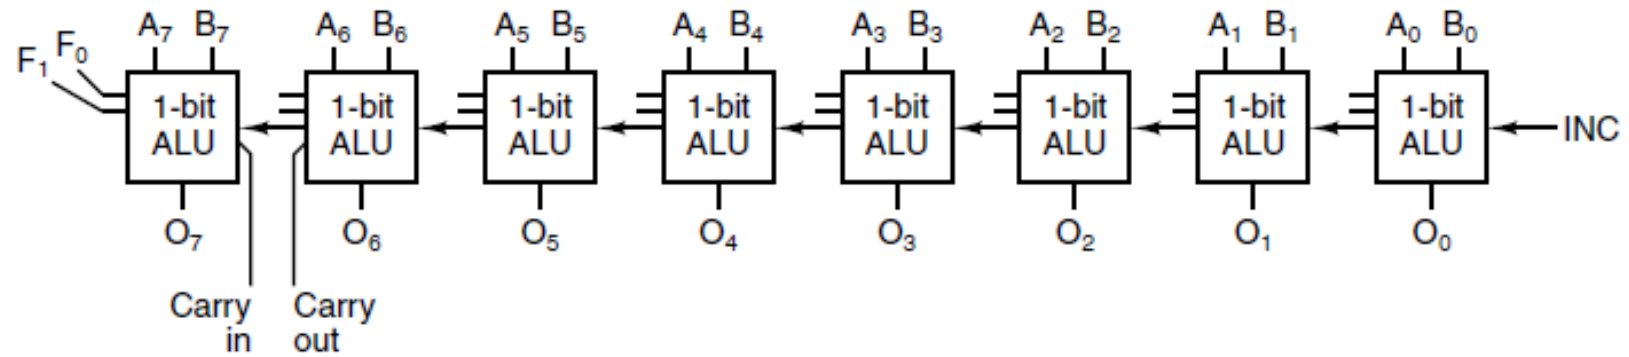 A₇ B₇ A₆ B₆ A₅ B₅ A₄ B₄ A₃ B₃ A₂ B₂ A₁ B₁ A₀ B₀
F₁ F₀
1-bit ALU
1-bit ALU
1-bit ALU
1-bit ALU
1-bit ALU
1-bit ALU
1-bit ALU
1-bit ALU
INC
O₇ O₆ O₅ O₄ O₃ O₂ O₁ O₀
Carry in
Carry out